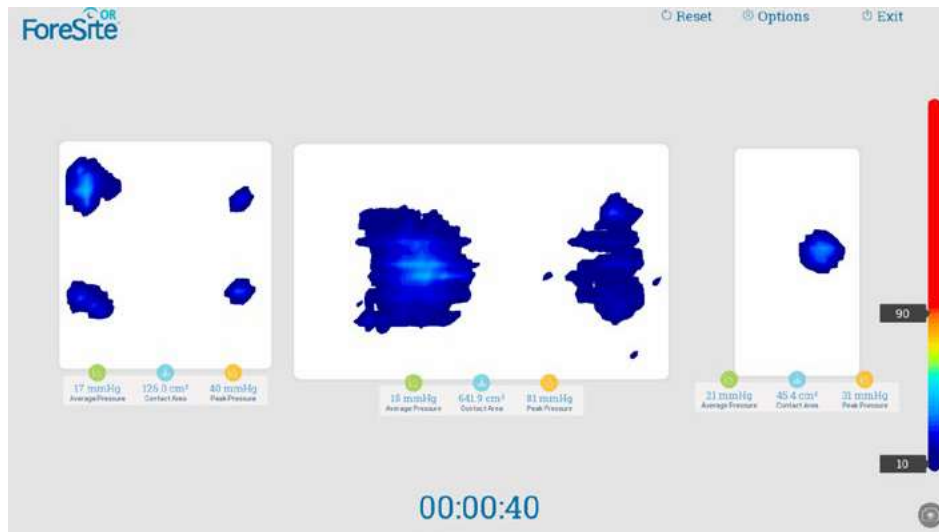 OR
ForeSite
Reset
Options
Exit
17 mmHg
Average Pressure
126.0 cm²
Contact Area
40 mmHg
Peak Pressure
18 mmHg
Average Pressure
641.9 cm²
Contact Area
81 mmHg
Peak Pressure
21 mmHg
Average Pressure
45.4 cm²
Contact Area
31 mmHg
Peak Pressure
90
10
00:00:40